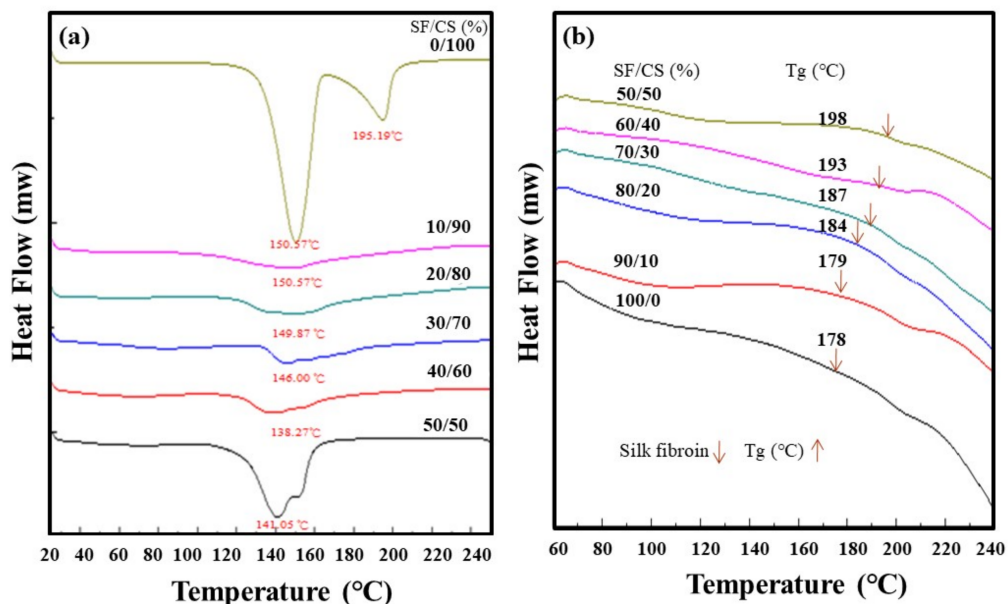 (a)
SF/CS (%)
0/100
195.19℃
150.57℃
10/90
150.57℃
20/80
149.87℃
30/70
146.00℃
40/60
138.27℃
50/50
141.05℃
Heat Flow (mw)
20 40 60 80 100 120 140 160 180 200 220 240
Temperature (℃)
(b)
SF/CS (%) Tg (℃)
50/50 198
60/40 193
70/30 187
80/20 184
90/10 179
100/0 178
Silk fibroin ↓ Tg (℃) ↑
Heat Flow (mw)
60 80 100 120 140 160 180 200 220 240
Temperature (℃)